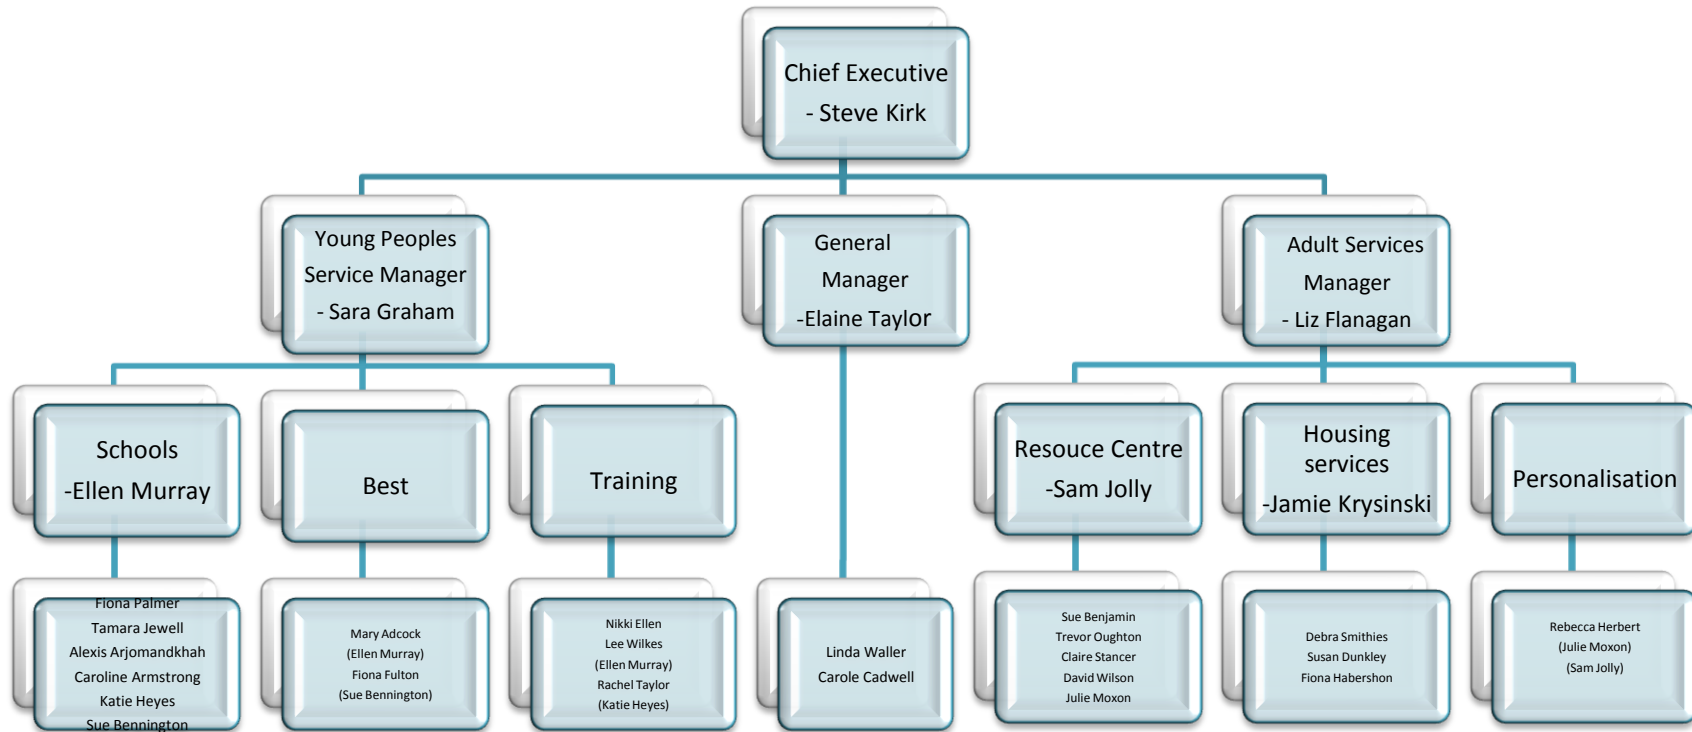 Chief Executive
- Steve Kirk
Young Peoples
Service Manager
- Sara Graham
General
Manager
-Elaine Taylor
Adult Services
Manager
- Liz Flanagan
Schools
-Ellen Murray
Best
Training
Resouce Centre
-Sam Jolly
Housing
services
-Jamie Krysinski
Personalisation
Fiona Palmer
Tamara Jewell
Alexis Arjomandkhah
Caroline Armstrong
Katie Heyes
Sue Bennington
Mary Adcock
(Ellen Murray)
Fiona Fulton
(Sue Bennington)
Nikki Ellen
Lee Wilkes
(Ellen Murray)
Rachel Taylor
(Katie Heyes)
Linda Waller
Carole Cadwell
Sue Benjamin
Trevor Oughton
Claire Stancer
David Wilson
Julie Moxon
Debra Smithies
Susan Dunkley
Fiona Habershon
Rebecca Herbert
(Julie Moxon)
(Sam Jolly)